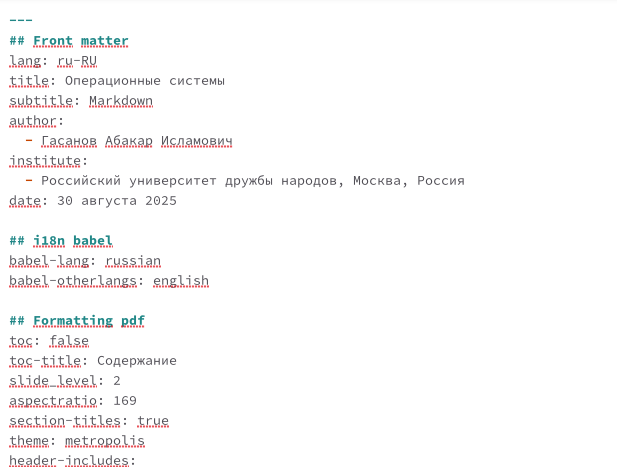 ---
## Front matter
lang: ru-RU
title: Операционные системы
subtitle: Markdown
author:
  - Гасанов Абакар Исламович
institute:
  - Российский университет дружбы народов, Москва, Россия
date: 30 августа 2025

## i18n babel
babel-lang: russian
babel-otherlangs: english

## Formatting pdf
toc: false
toc-title: Содержание
slide_level: 2
aspectratio: 169
section-titles: true
theme: metropolis
header-includes: